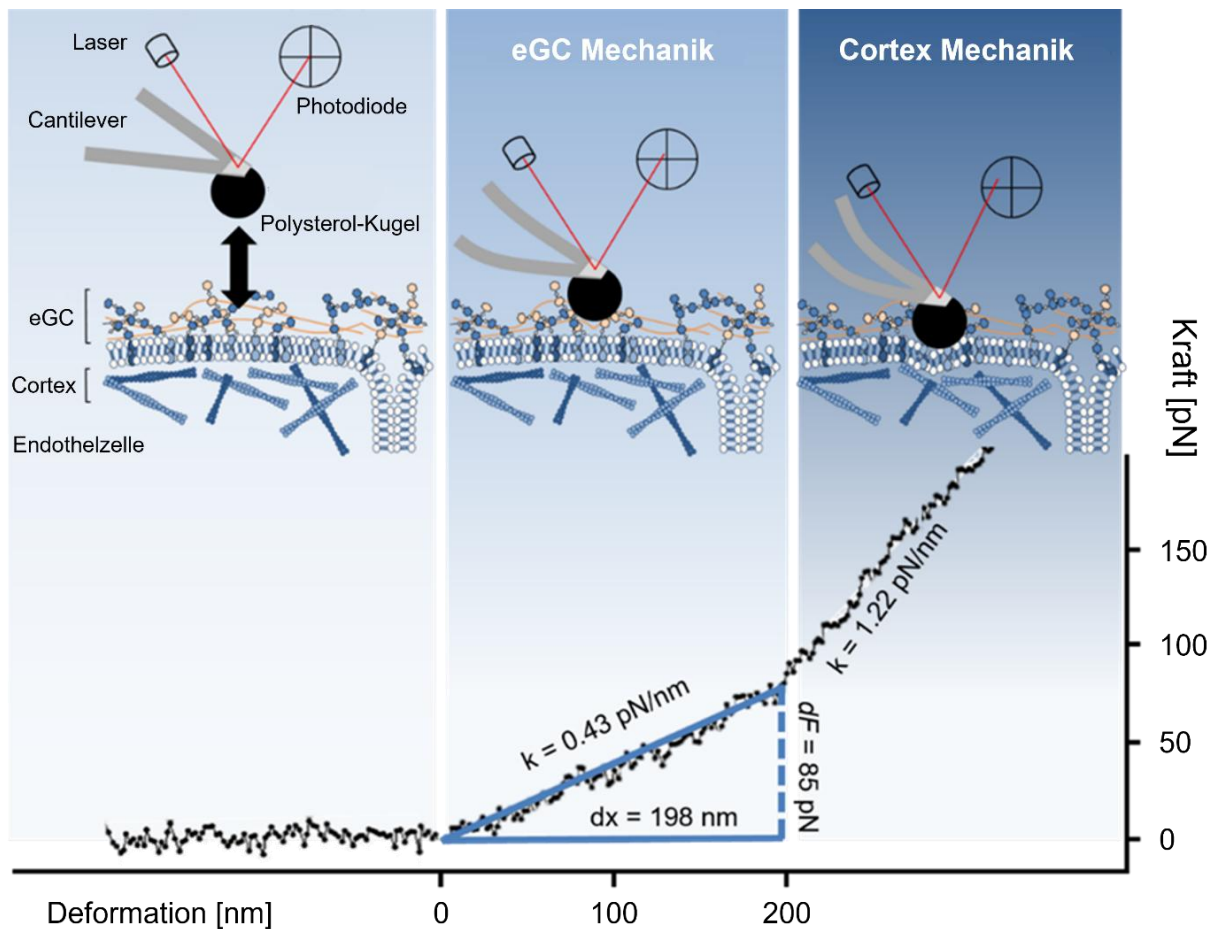 Laser
Photodiode
Cantilever
Polysterol-Kugel
eGC
Cortex
Endothelzelle
eGC Mechanik
Cortex Mechanik
Kraft [pN]
150
100
50
0
k = 0.43 pN/nm
dx = 198 nm
dF = 85 pN
k = 1.22 pN/nm
Deformation [nm]
0
100
200